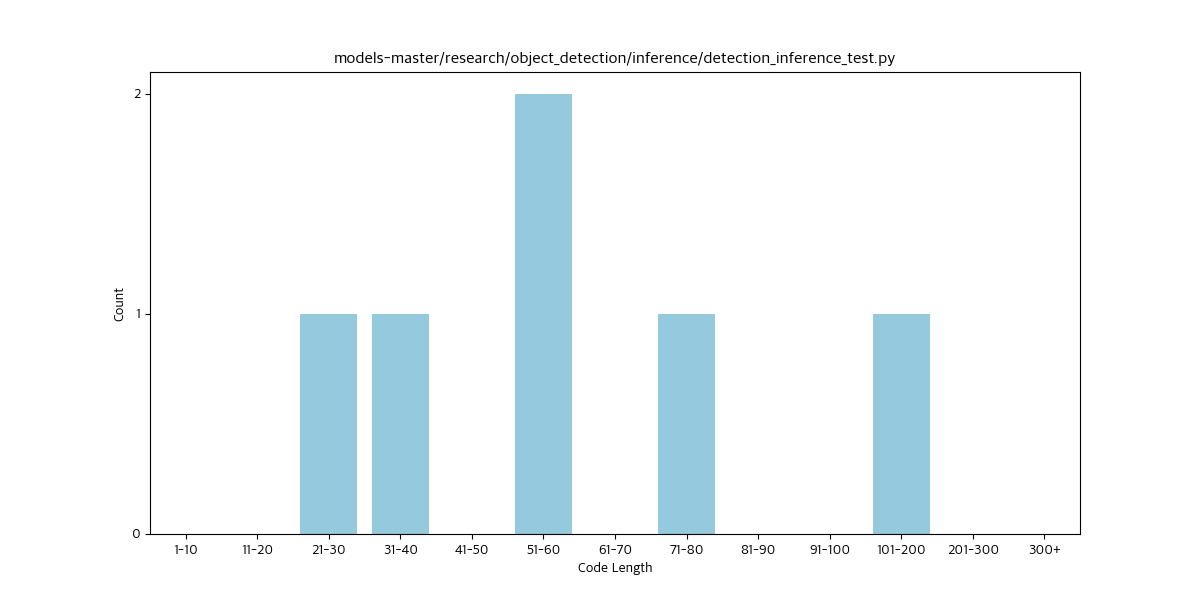 models-master/research/object_detection/inference/detection_inference_test.py
2
1
0
Count
1-10 11-20 21-30 31-40 41-50 51-60 61-70 71-80 81-90 91-100 101-200 201-300 300+
Code Length